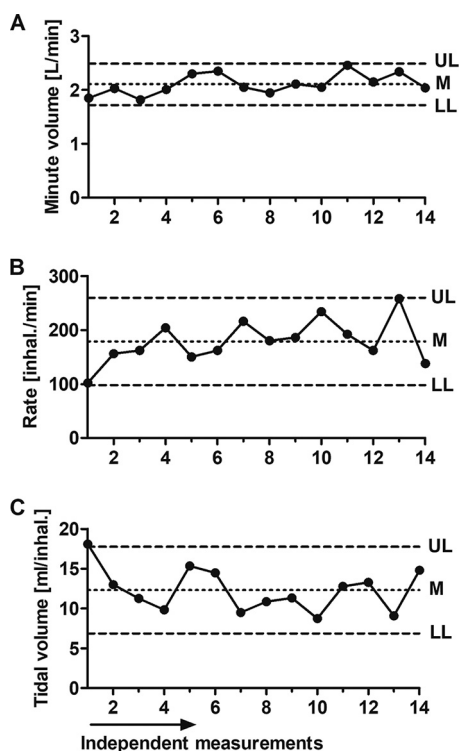 A
Minute volume [L/min]
3
2
1
0
UL
M
LL
2 4 6 8 10 12 14
B
Rate [inhal./min]
300
200
100
0
UL
M
LL
2 4 6 8 10 12 14
C
Tidal volume [ml/inhal.]
20
15
10
5
0
UL
M
LL
2 4 6 8 10 12 14
Independent measurements